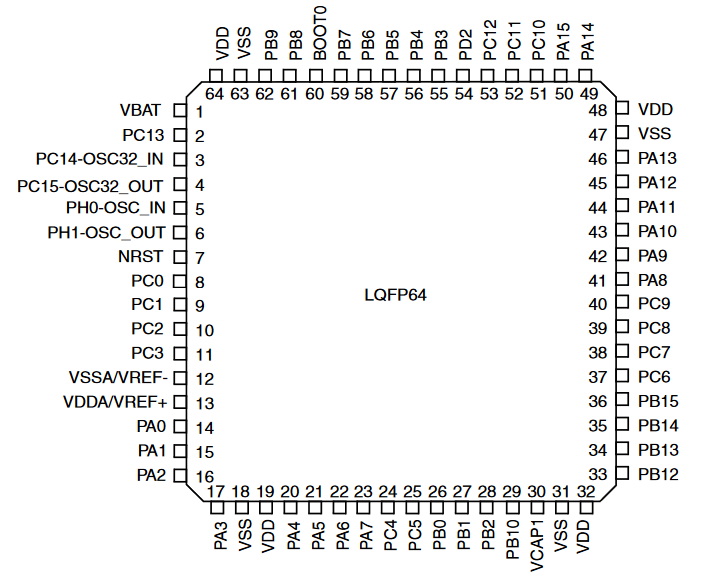 VDD
VSS
PB9
PB8
BOOT0
PB7
PB6
PB5
PB4
PB3
PD2
PC12
PC11
PC10
PA15
PA14
64 63 62 61 60 59 58 57 56 55 54 53 52 51 50 49
VBAT 1
PC13 2
PC14-OSC32_IN 3
PC15-OSC32_OUT 4
PH0-OSC_IN 5
PH1-OSC_OUT 6
NRST 7
PC0 8
PC1 9
PC2 10
PC3 11
VSSA/VREF- 12
VDDA/VREF+ 13
PA0 14
PA1 15
PA2 16
LQFP64
48 VDD
47 VSS
46 PA13
45 PA12
44 PA11
43 PA10
42 PA9
41 PA8
40 PC9
39 PC8
38 PC7
37 PC6
36 PB15
35 PB14
34 PB13
33 PB12
17 18 19 20 21 22 23 24 25 26 27 28 29 30 31 32
PA3
VSS
VDD
PA4
PA5
PA6
PA7
PC4
PC5
PB0
PB1
PB2
PB10
VCAP1
VSS
VDD